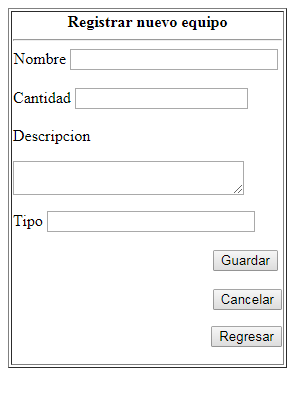 Registrar nuevo equipo
Nombre
Cantidad
Descripcion
Tipo
Guardar
Cancelar
Regresar